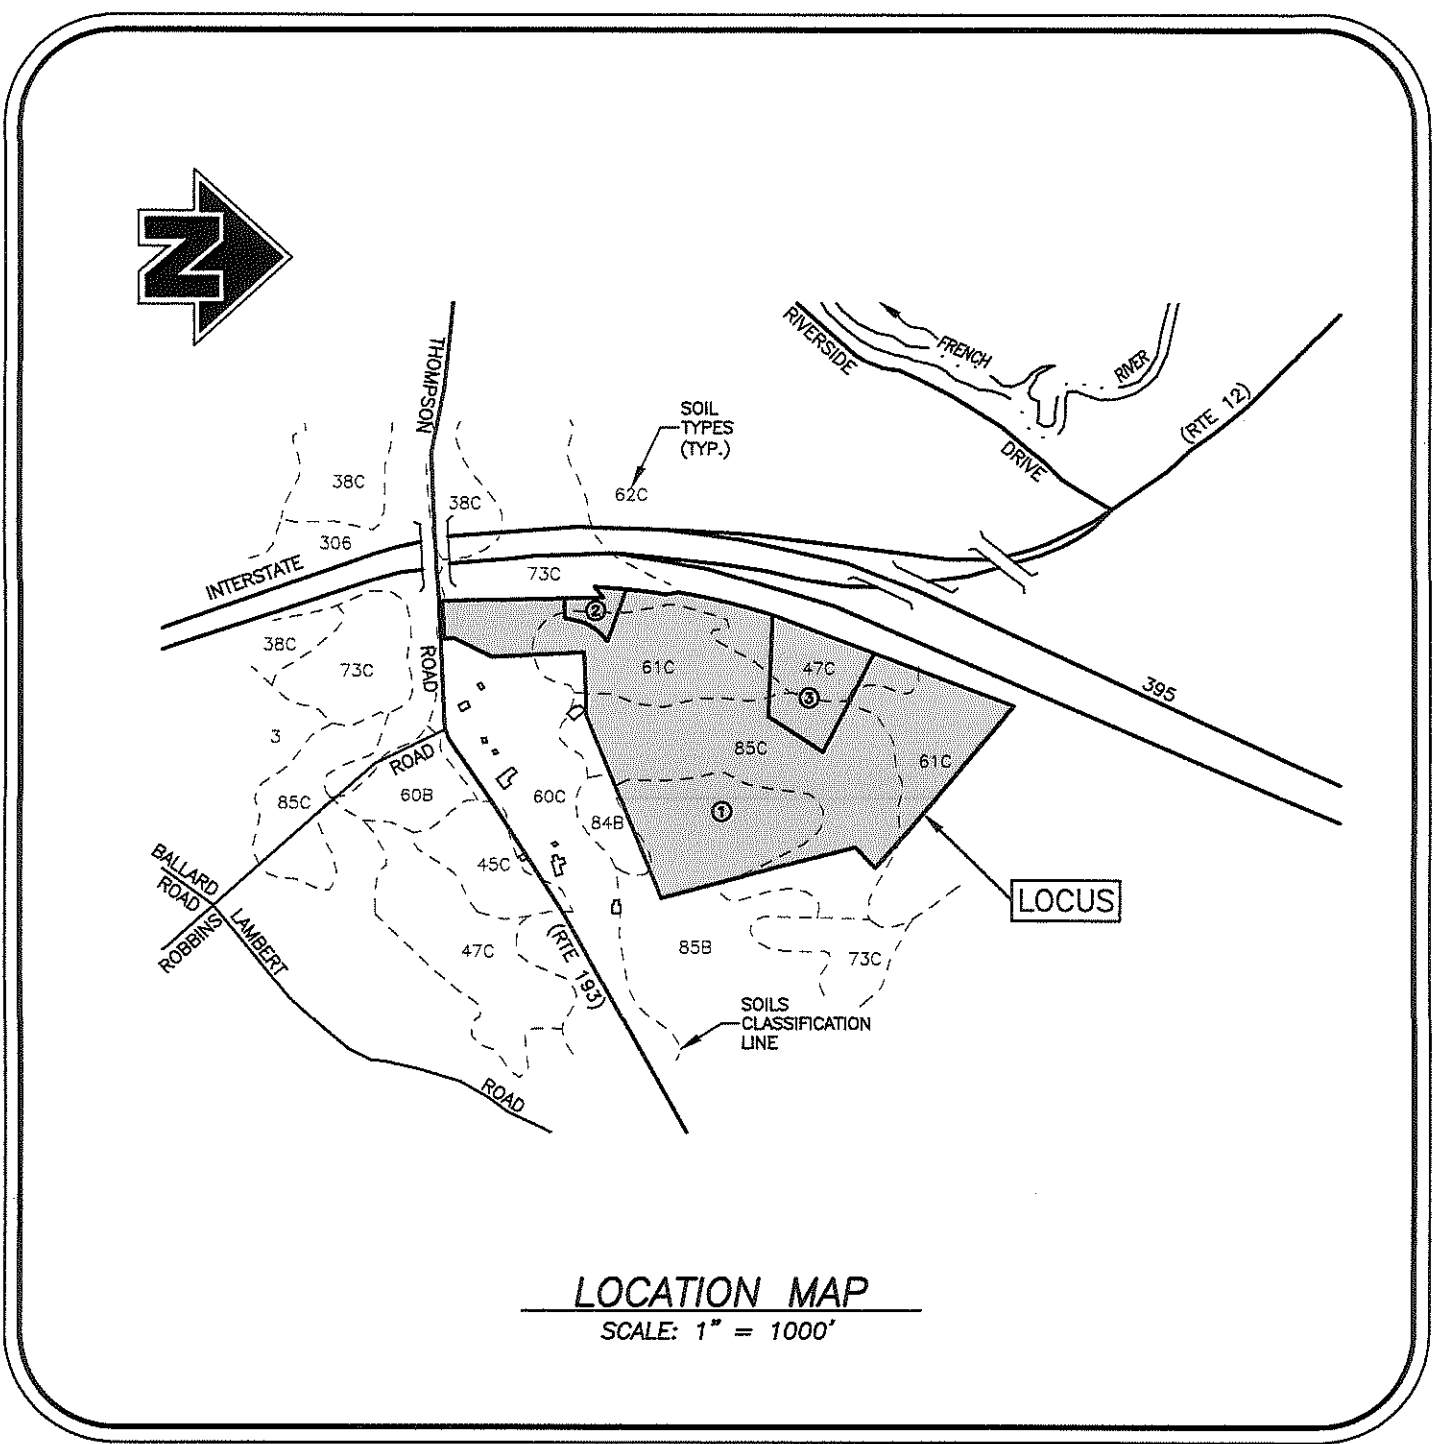 N
THOMPSON
RIVERSIDE
FRENCH
RIVER
(RTE 12)
DRIVE
SOIL
TYPES
(TYP.)
38C
38C
62C
306
INTERSTATE
73C
2
38C
73C
ROAD
61C
47C
3
395
3
85C
61C
ROAD
85C
60B
60C
84B
1
BALLARD
ROAD
ROBBINS
LAMBERT
45C
LOCUS
47C
(RTE 193)
85B
73C
SOILS
CLASSIFICATION
LINE
ROAD
LOCATION MAP
SCALE: 1" = 1000'